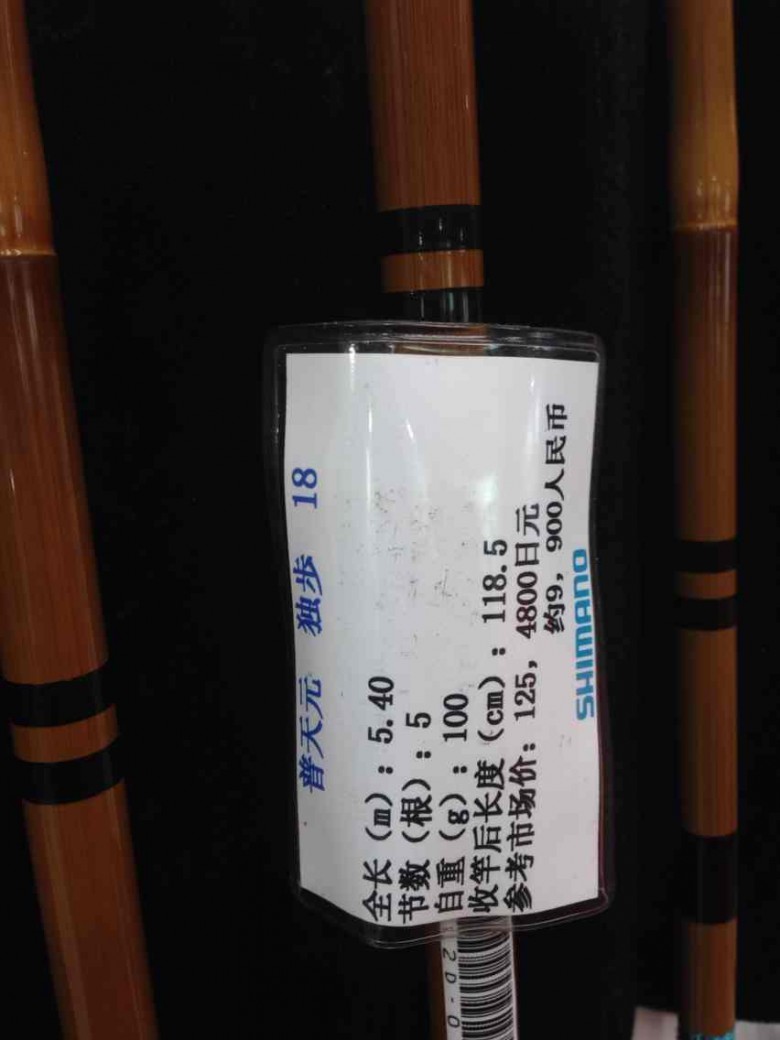 普天元 独步 18
全长（m）：5.40
节数（根）：5
自重（g）：100
收竿后长度（cm）：118.5
参考市场价：125，4800日元
约9，900人民币
SHIMANO
2D-0